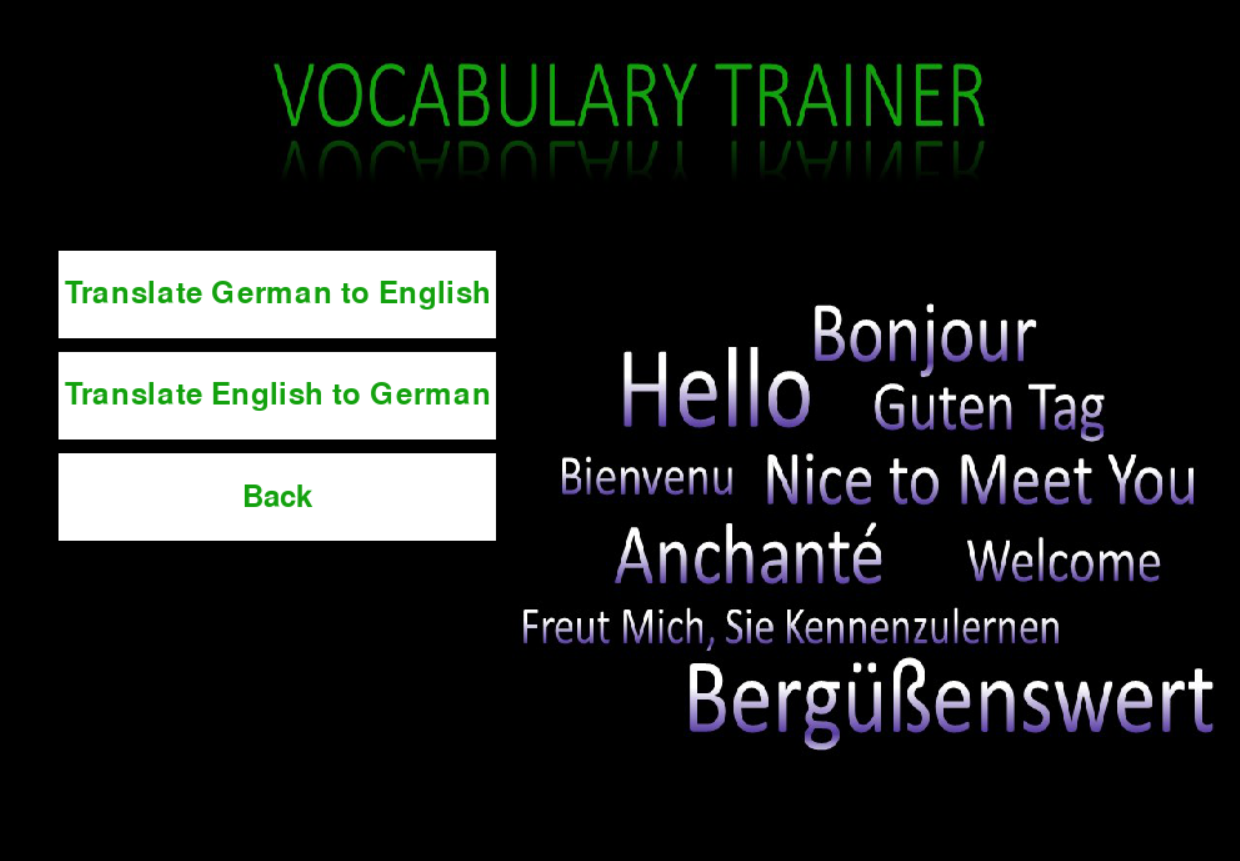 VOCABULARY TRAINER
Translate German to English
Translate English to German
Back
Bonjour
Hello
Guten Tag
Bienvenu
Nice to Meet You
Anchanté
Welcome
Freut Mich, Sie Kennenzulernen
Bergüßenswert